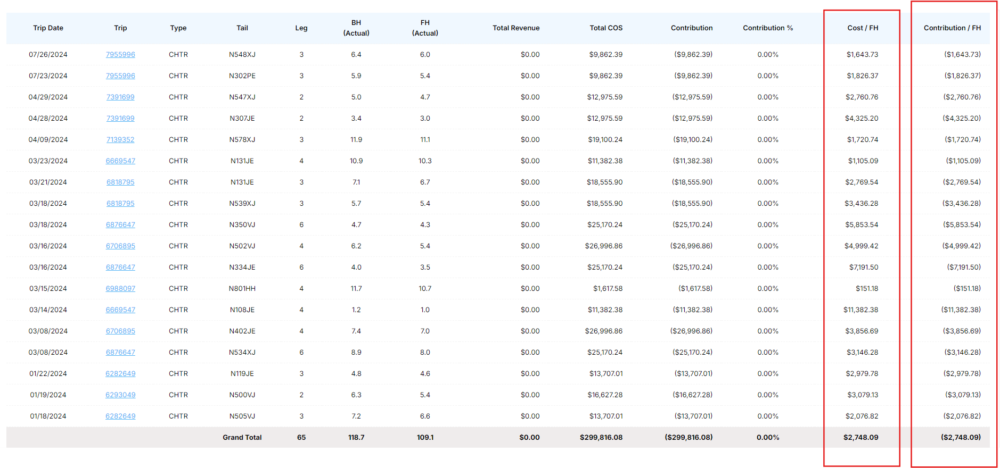 Trip Date Trip Type Tail Leg BH (Actual) FH (Actual) Total Revenue Total COS Contribution Contribution % Cost / FH Contribution / FH
07/26/2024 7955996 CHTR N548XJ 3 6.4 6.0 $0.00 $9,862.39 ($9,862.39) 0.00% $1,643.73 ($1,643.73)
07/23/2024 7955996 CHTR N302PE 3 5.9 5.4 $0.00 $9,862.39 ($9,862.39) 0.00% $1,826.37 ($1,826.37)
04/29/2024 7391699 CHTR N547XJ 2 5.0 4.7 $0.00 $12,975.59 ($12,975.59) 0.00% $2,760.76 ($2,760.76)
04/28/2024 7391699 CHTR N307JE 2 3.4 3.0 $0.00 $12,975.59 ($12,975.59) 0.00% $4,325.20 ($4,325.20)
04/09/2024 7139352 CHTR N578XJ 3 11.9 11.1 $0.00 $19,100.24 ($19,100.24) 0.00% $1,720.74 ($1,720.74)
03/23/2024 6669547 CHTR N131JE 4 10.9 10.3 $0.00 $11,382.38 ($11,382.38) 0.00% $1,105.09 ($1,105.09)
03/21/2024 6818795 CHTR N131JE 3 7.1 6.7 $0.00 $18,555.90 ($18,555.90) 0.00% $2,769.54 ($2,769.54)
03/18/2024 6818795 CHTR N539XJ 3 5.7 5.4 $0.00 $18,555.90 ($18,555.90) 0.00% $3,436.28 ($3,436.28)
03/18/2024 6876647 CHTR N350VJ 6 4.7 4.3 $0.00 $25,170.24 ($25,170.24) 0.00% $5,853.54 ($5,853.54)
03/16/2024 6706895 CHTR N502VJ 4 6.2 5.4 $0.00 $26,996.86 ($26,996.86) 0.00% $4,999.42 ($4,999.42)
03/16/2024 6876647 CHTR N334JE 6 4.0 3.5 $0.00 $25,170.24 ($25,170.24) 0.00% $7,191.50 ($7,191.50)
03/15/2024 6988097 CHTR N801HH 4 11.7 10.7 $0.00 $1,617.58 ($1,617.58) 0.00% $151.18 ($151.18)
03/14/2024 6669547 CHTR N108JE 4 1.2 1.0 $0.00 $11,382.38 ($11,382.38) 0.00% $11,382.38 ($11,382.38)
03/08/2024 6706895 CHTR N402JE 4 7.4 7.0 $0.00 $26,996.86 ($26,996.86) 0.00% $3,856.69 ($3,856.69)
03/08/2024 6876647 CHTR N534XJ 6 8.9 8.0 $0.00 $25,170.24 ($25,170.24) 0.00% $3,146.28 ($3,146.28)
01/22/2024 6282649 CHTR N119JE 3 4.8 4.6 $0.00 $13,707.01 ($13,707.01) 0.00% $2,979.78 ($2,979.78)
01/19/2024 6293049 CHTR N500VJ 2 6.3 5.4 $0.00 $16,627.28 ($16,627.28) 0.00% $3,079.13 ($3,079.13)
01/18/2024 6282649 CHTR N505VJ 3 7.2 6.6 $0.00 $13,707.01 ($13,707.01) 0.00% $2,076.82 ($2,076.82)
Grand Total 65 118.7 109.1 $0.00 $299,816.08 ($299,816.08) 0.00% $2,748.09 ($2,748.09)